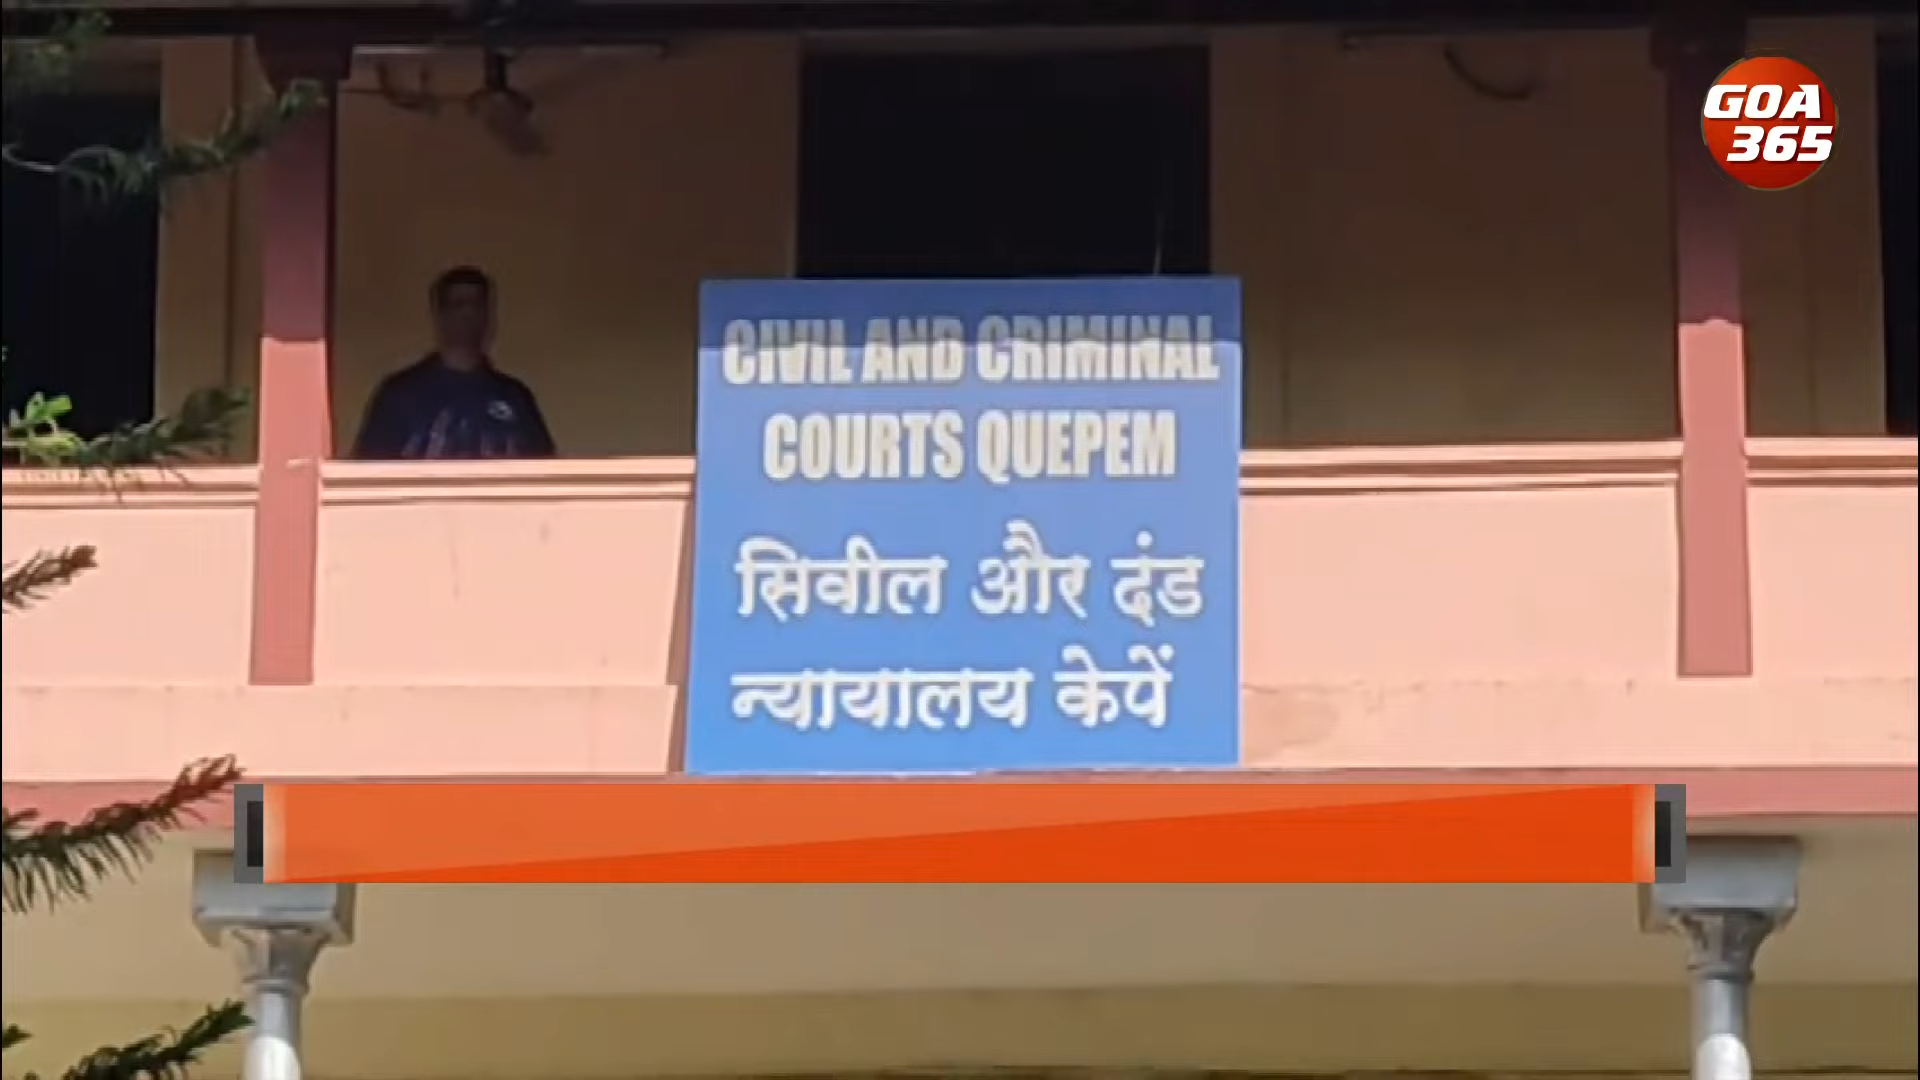 GOA
365
CIVIL AND CRIMINAL
COURTS QUEPEM
सिवील और दंड
न्यायालय केपें